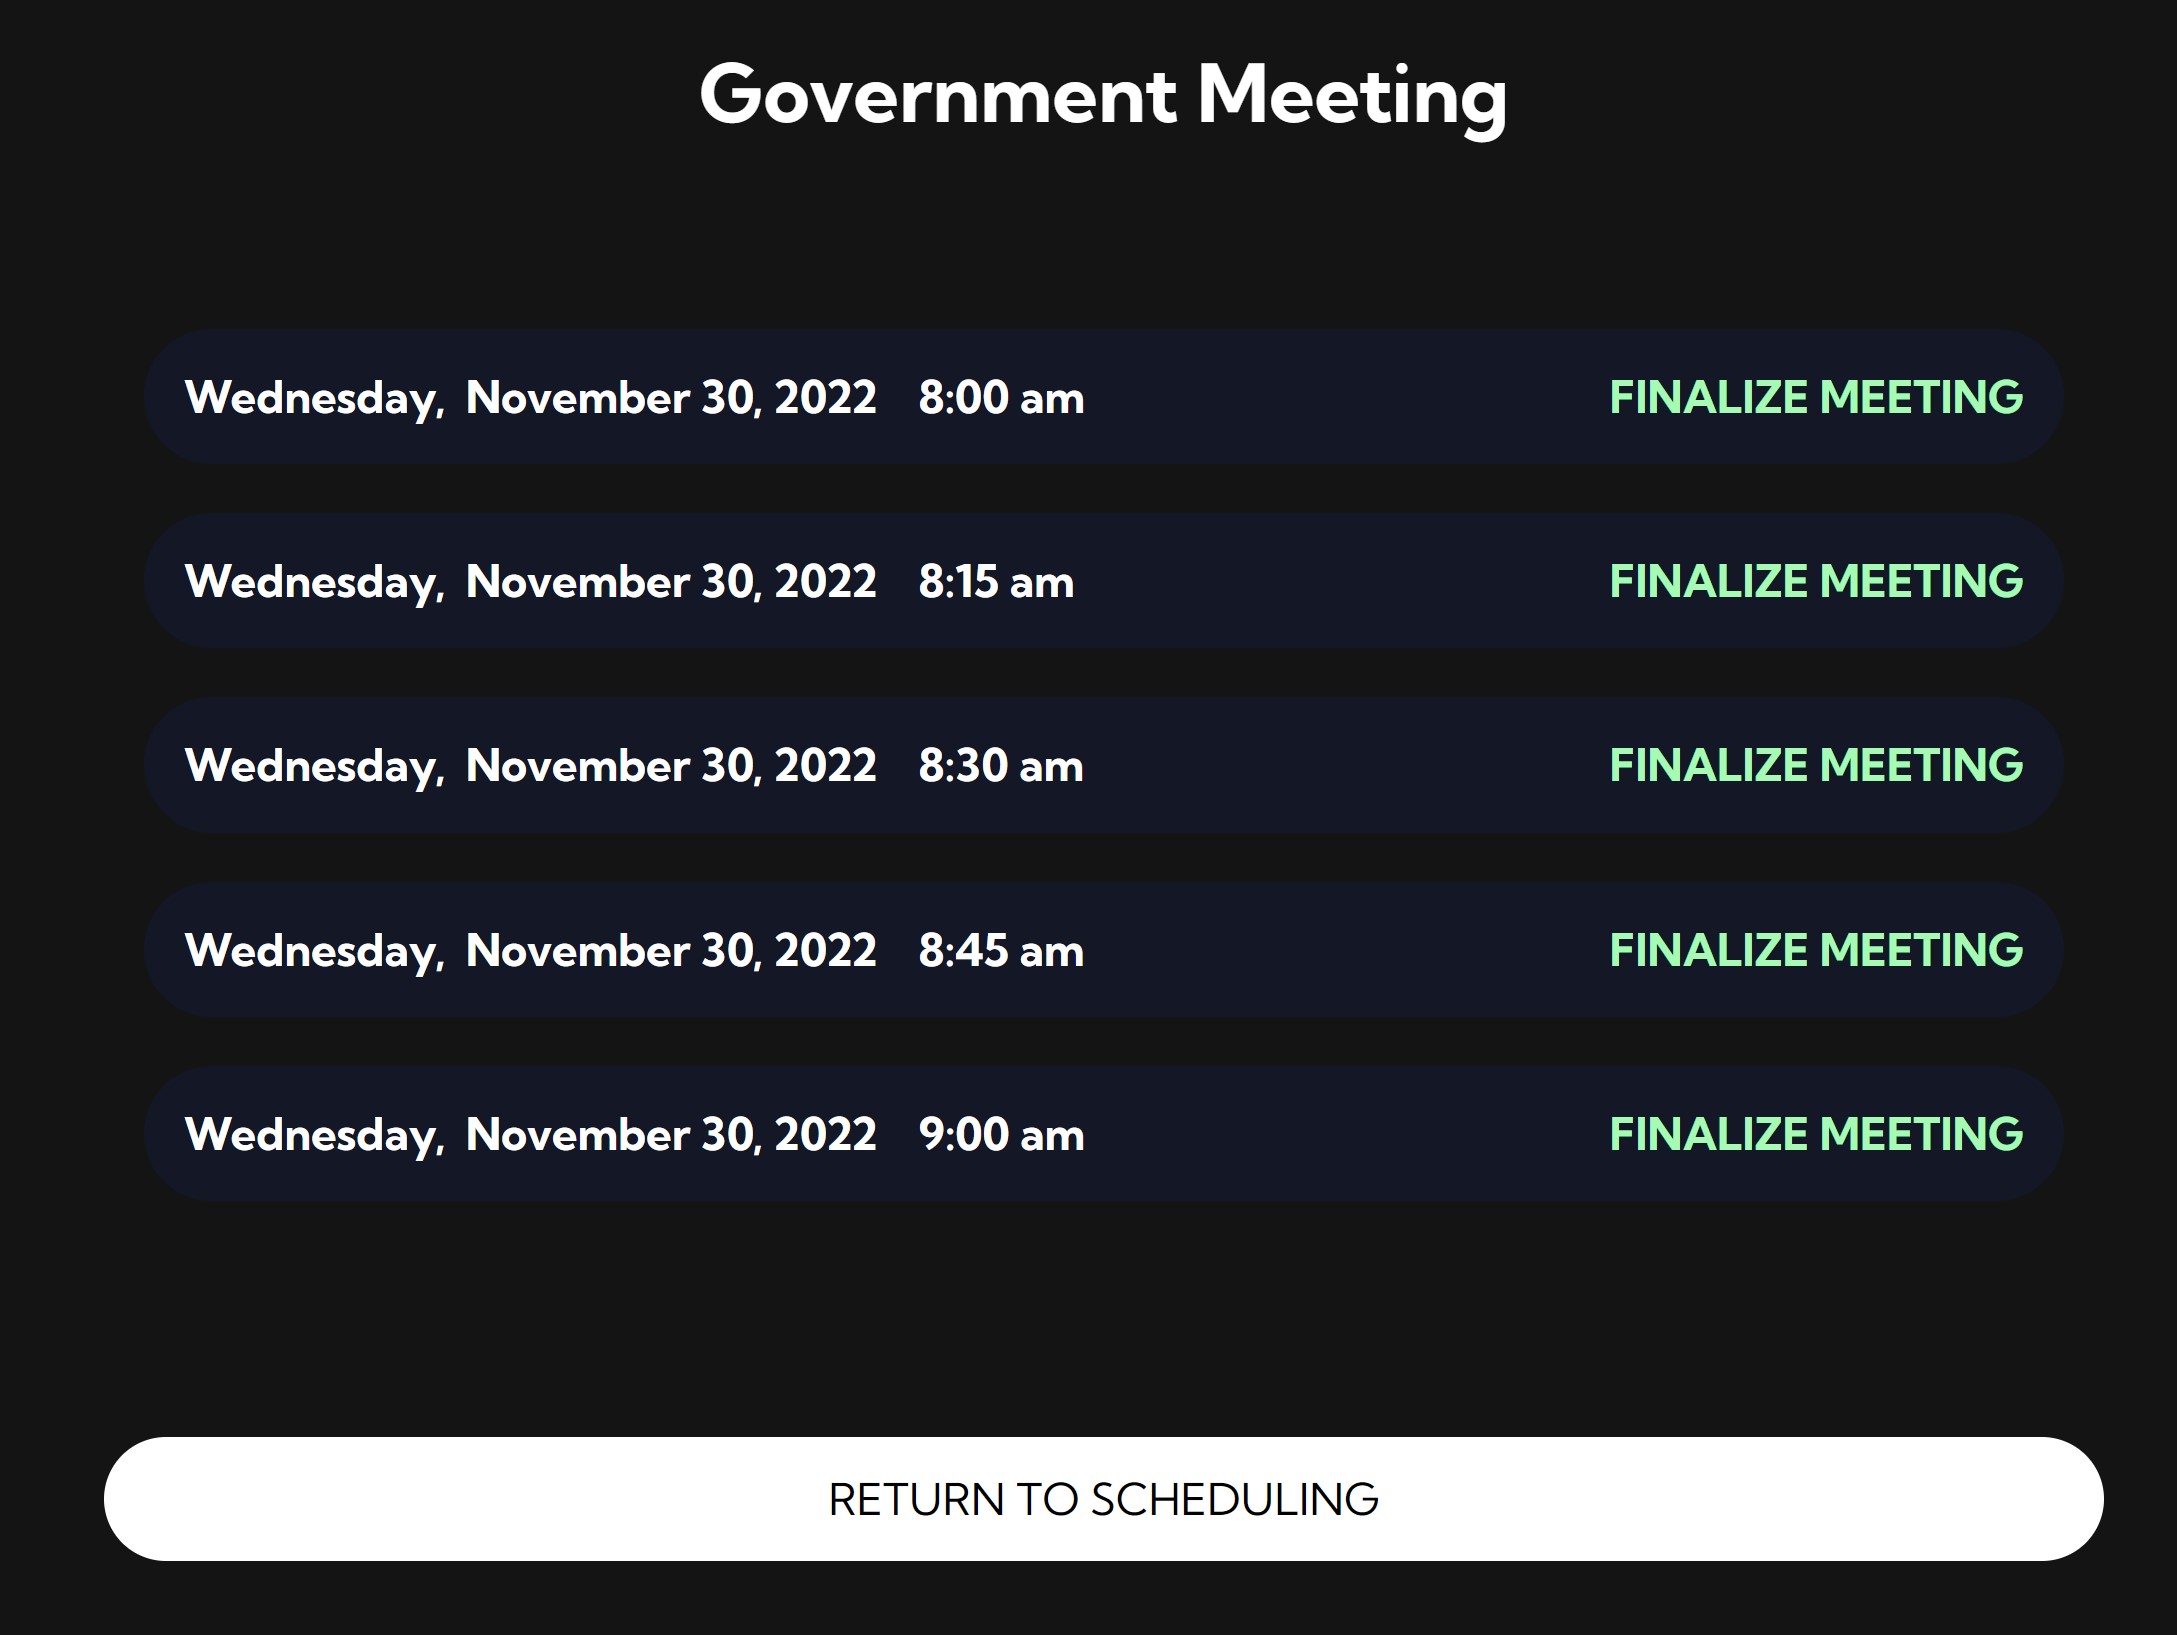 Government Meeting
Wednesday, November 30, 2022 8:00 am FINALIZE MEETING
Wednesday, November 30, 2022 8:15 am FINALIZE MEETING
Wednesday, November 30, 2022 8:30 am FINALIZE MEETING
Wednesday, November 30, 2022 8:45 am FINALIZE MEETING
Wednesday, November 30, 2022 9:00 am FINALIZE MEETING
RETURN TO SCHEDULING